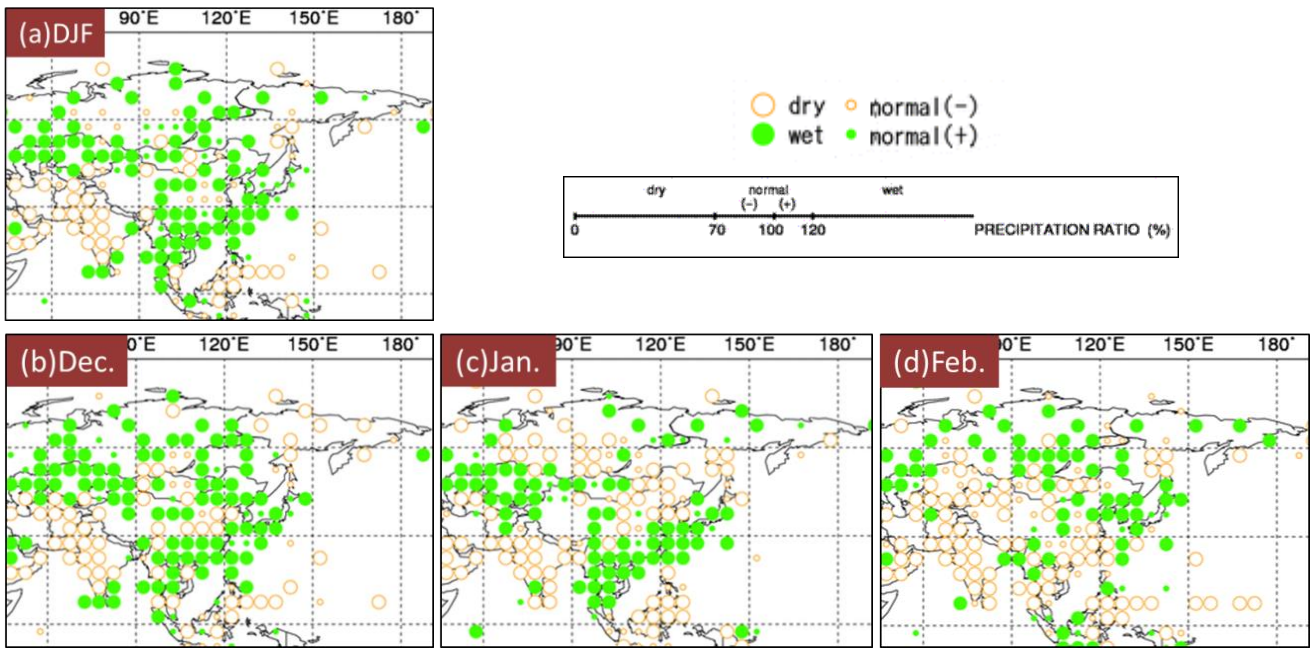 (a)DJF
90°E 120°E 150°E 180°
dry normal(-)
wet normal(+)
dry normal wet
(-) (+)
0 70 100 120 PRECIPITATION RATIO (%)
(b)Dec.
0°E 120°E 150°E 180°
(c)Jan.
0°E 120°E 150°E 180°
(d)Feb.
0°E 120°E 150°E 180°